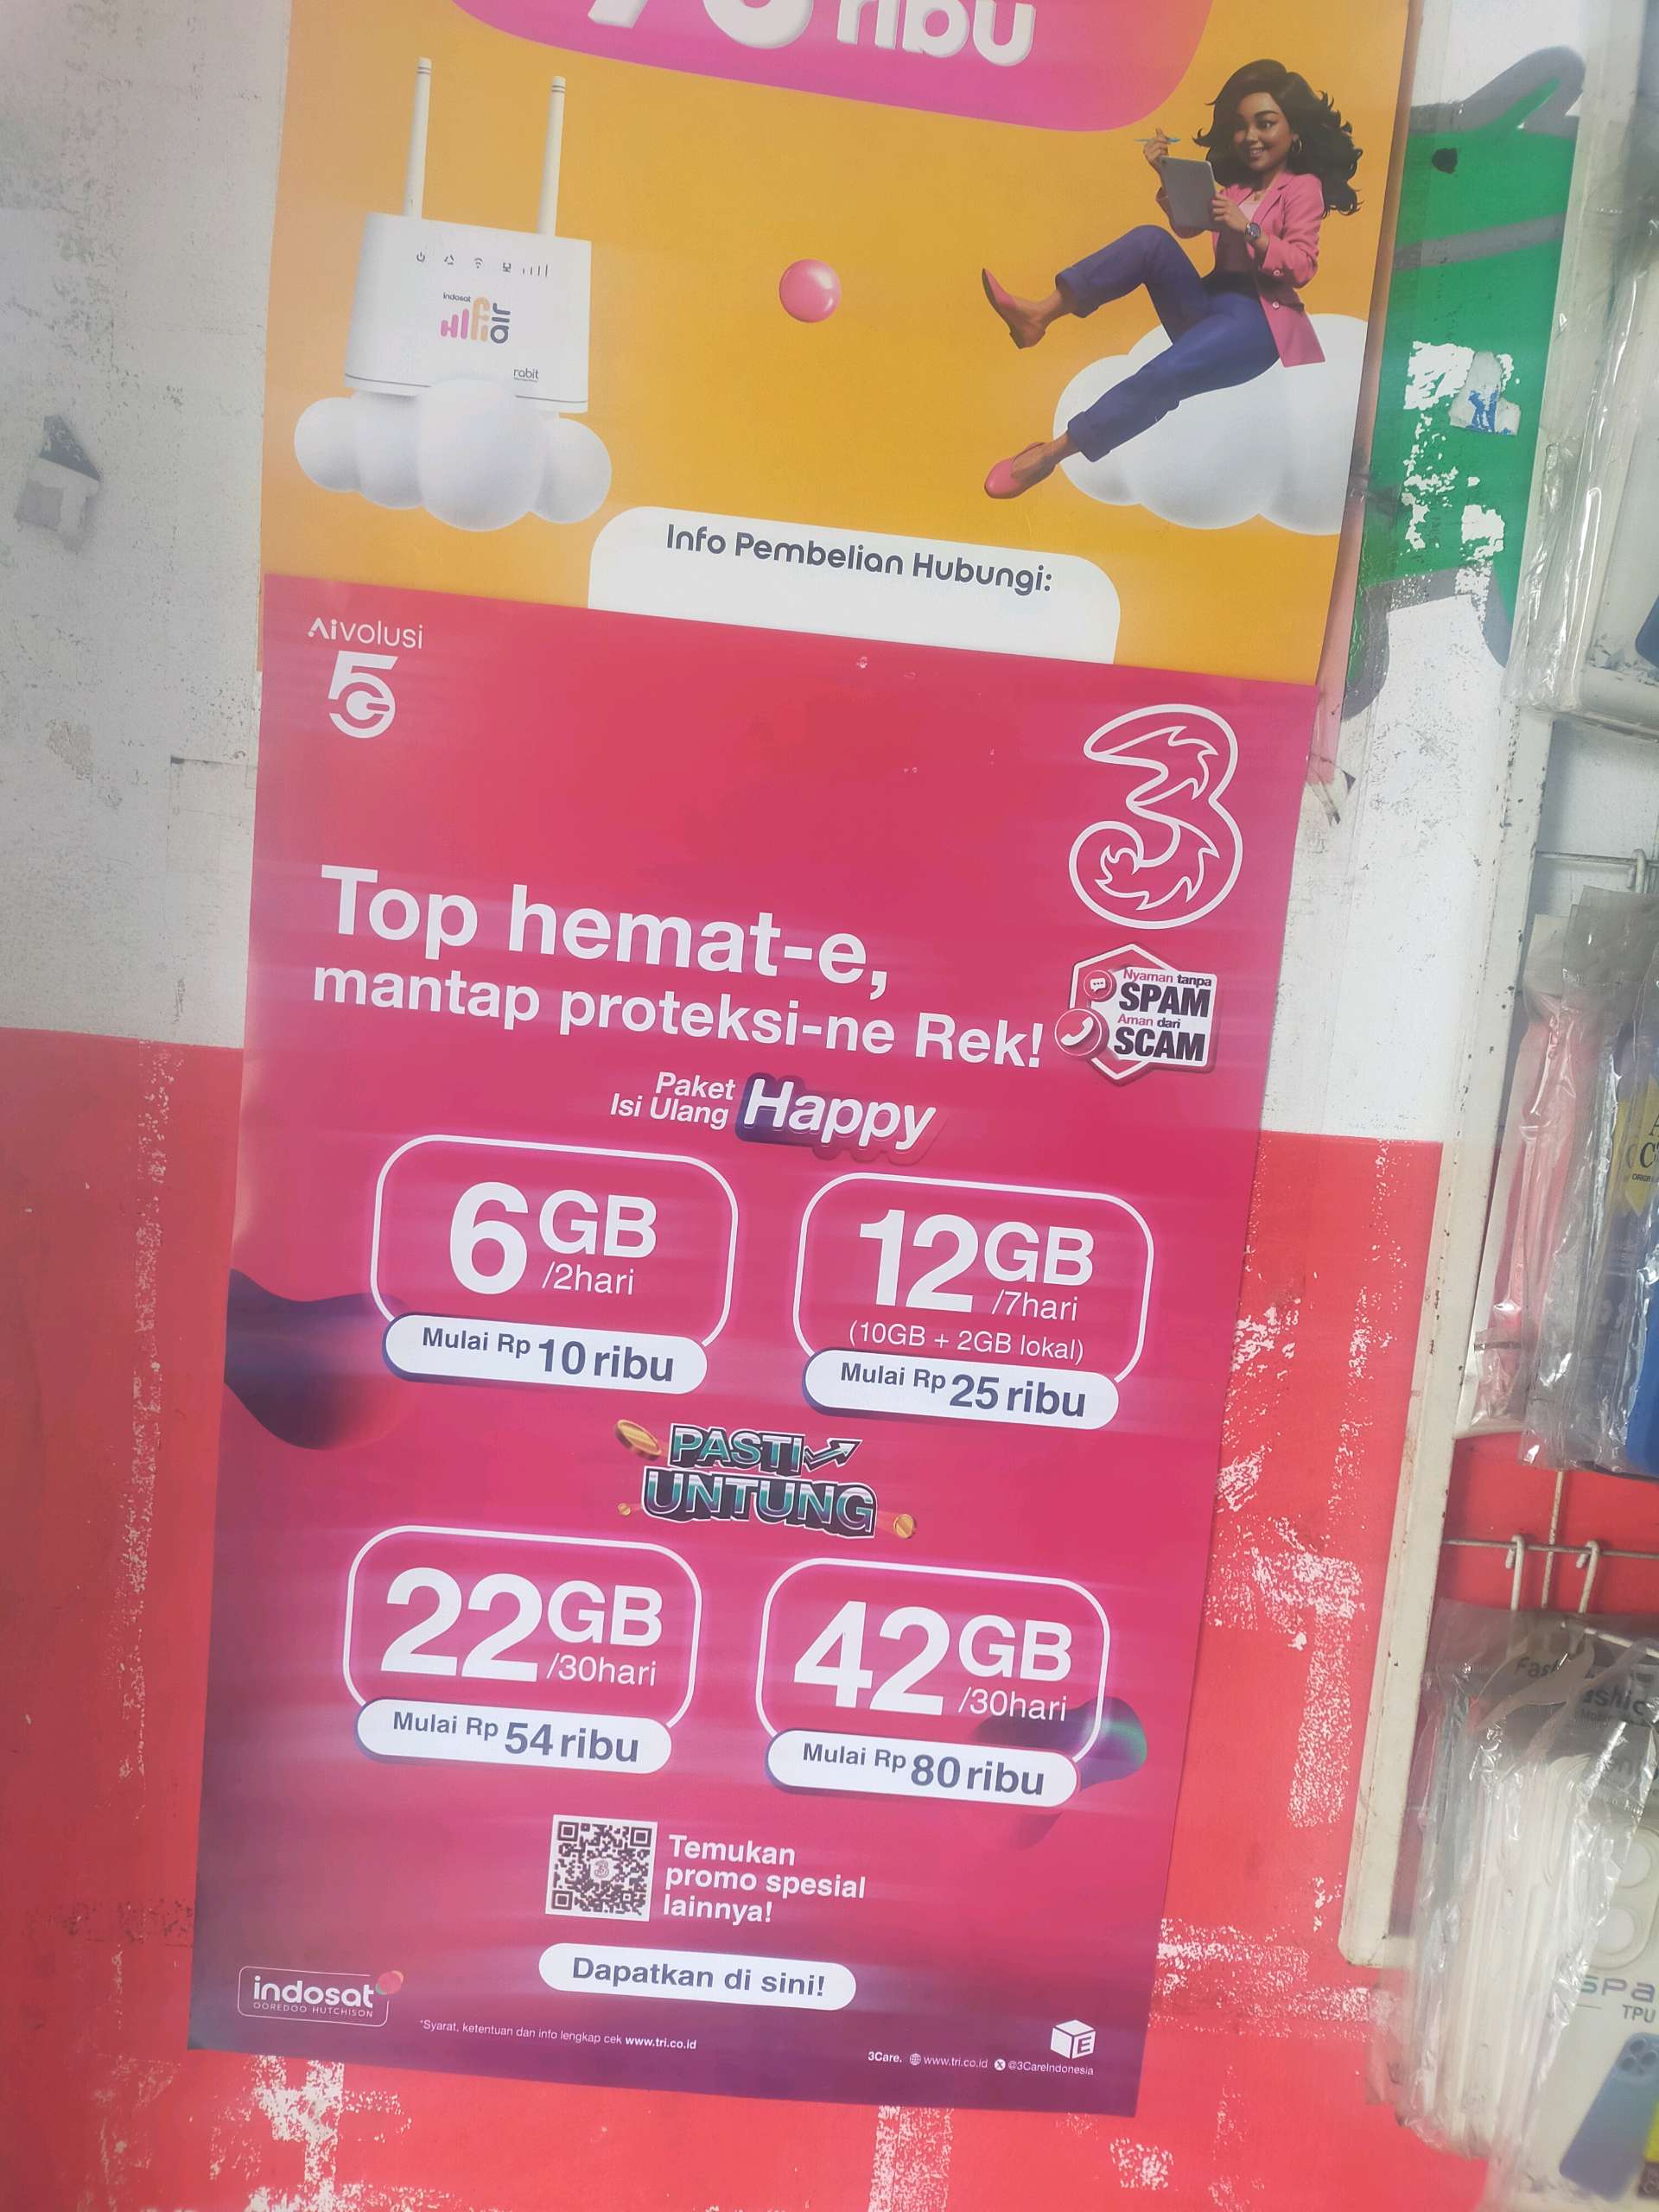 ribu
indosat
HIFI
air
rabit
Info Pembelian Hubungi:
Aivolusi
5G
3
Top hemat-e,
mantap proteksi-ne Rek!
Nyaman tanpa
SPAM
Aman dari
SCAM
Paket
Isi Ulang
Happy
6GB
/2hari
Mulai Rp 10 ribu
12GB
/7hari
(10GB + 2GB lokal)
Mulai Rp 25 ribu
PASTI
UNTUNG
22GB
/30hari
Mulai Rp 54 ribu
42GB
/30hari
Mulai Rp 80 ribu
Temukan
promo spesial
lainnya!
Dapatkan di sini!
indosat
OOREDOO HUTCHISON
*Syarat, ketentuan dan info lengkap cek www.tri.co.id
E
3Care. www.tri.co.id X @3CareIndonesia
TPU